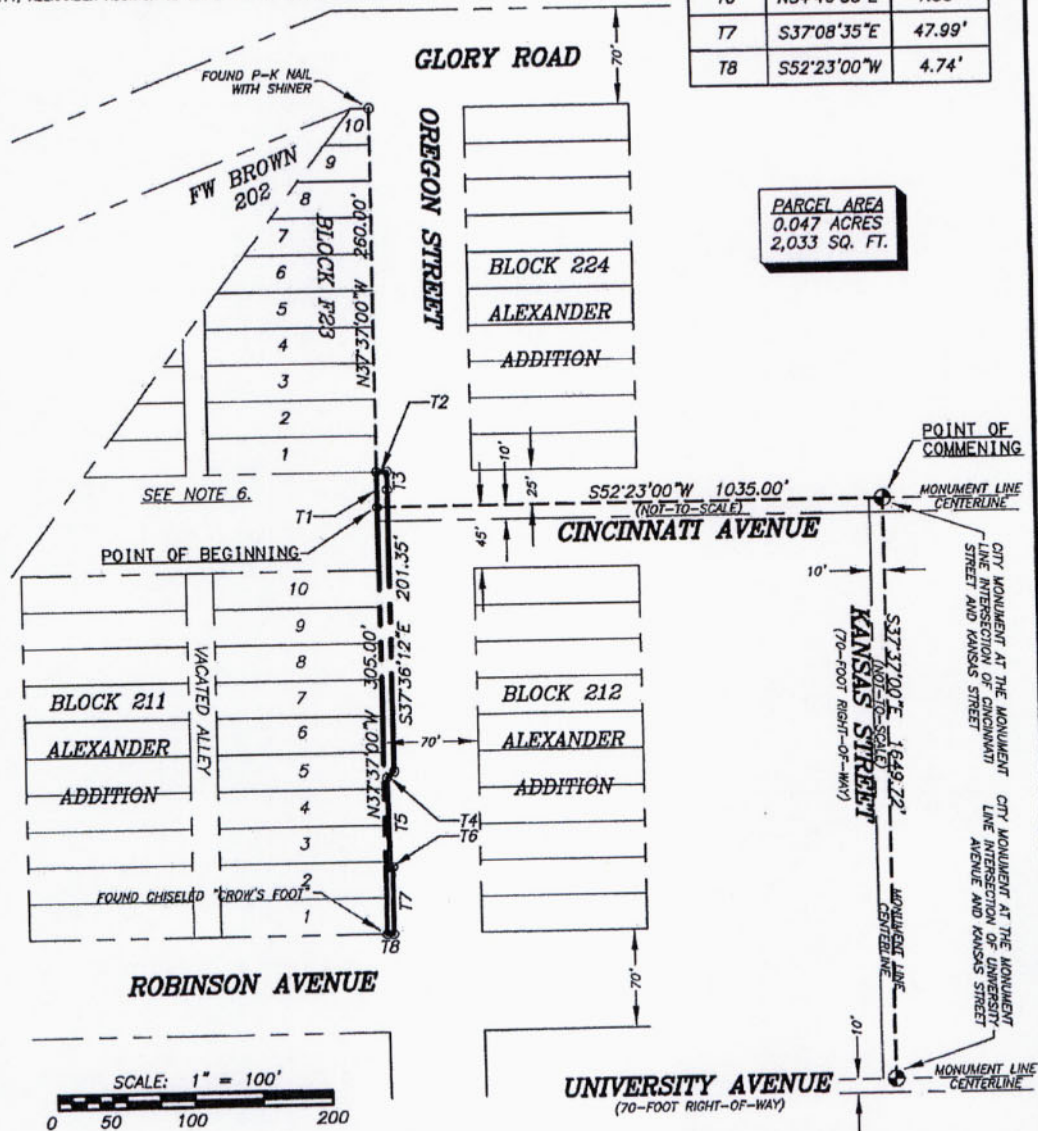 T7 S37°08'35"E 47.99'
T8 S52°23'00"W 4.74'
GLORY ROAD
70'
FOUND P-K NAIL
WITH SHINER
OREGON STREET
FW BROWN
202
BLOCK F23
10
9
8
7
6
5
4
3
2
1
N37°37'00"W 260.00'
BLOCK 224
ALEXANDER
ADDITION
PARCEL AREA
0.047 ACRES
2,033 SQ. FT.
T2
T3
T1
SEE NOTE 6.
POINT OF BEGINNING
10'
25'
45'
S52°23'00"W 1035.00'
(NOT-TO-SCALE)
CINCINNATI AVENUE
POINT OF
COMMENING
MONUMENT LINE
CENTERLINE
CITY MONUMENT AT THE MONUMENT
LINE INTERSECTION OF CINCINNATI
STREET AND KANSAS STREET
10'
KANSAS STREET
(70-FOOT RIGHT-OF-WAY)
S37°37'00"E 1649.72'
(NOT-TO-SCALE)
MONUMENT LINE
CENTERLINE
CITY MONUMENT AT THE MONUMENT
LINE INTERSECTION OF UNIVERSITY
AVENUE AND KANSAS STREET
BLOCK 211
ALEXANDER
ADDITION
VACATED ALLEY
10
9
8
7
6
5
4
3
2
1
N37°37'00"W 305.00'
S37°36'12"E 201.35'
70'
BLOCK 212
ALEXANDER
ADDITION
T4
T5
T6
T7
T8
FOUND CHISELED "CROW'S FOOT"
ROBINSON AVENUE
70'
10'
UNIVERSITY AVENUE
(70-FOOT RIGHT-OF-WAY)
MONUMENT LINE
CENTERLINE
SCALE: 1" = 100'
0 50 100 200